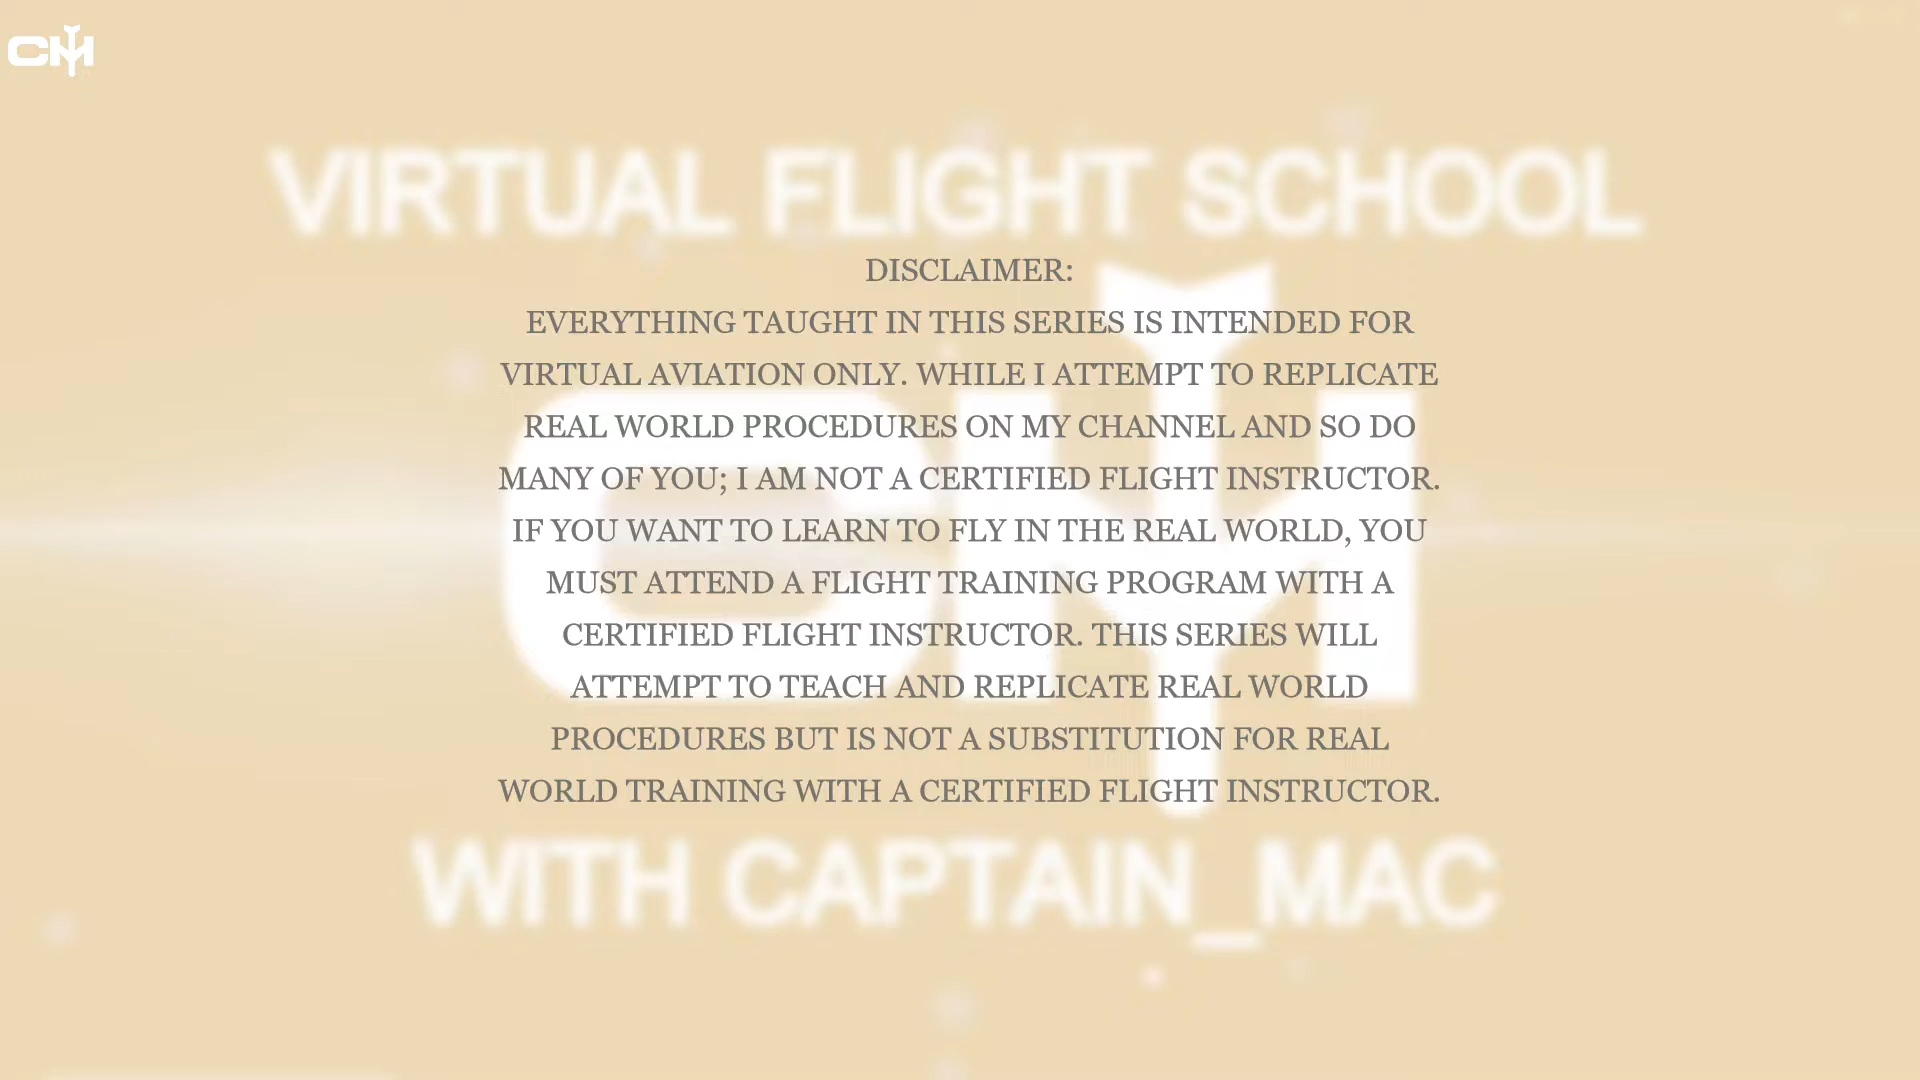 CM
VIRTUAL FLIGHT SCHOOL
DISCLAIMER:
EVERYTHING TAUGHT IN THIS SERIES IS INTENDED FOR
VIRTUAL AVIATION ONLY. WHILE I ATTEMPT TO REPLICATE
REAL WORLD PROCEDURES ON MY CHANNEL AND SO DO
MANY OF YOU; I AM NOT A CERTIFIED FLIGHT INSTRUCTOR.
IF YOU WANT TO LEARN TO FLY IN THE REAL WORLD, YOU
MUST ATTEND A FLIGHT TRAINING PROGRAM WITH A
CERTIFIED FLIGHT INSTRUCTOR. THIS SERIES WILL
ATTEMPT TO TEACH AND REPLICATE REAL WORLD
PROCEDURES BUT IS NOT A SUBSTITUTION FOR REAL
WORLD TRAINING WITH A CERTIFIED FLIGHT INSTRUCTOR.
CM
WITH CAPTAIN_MAC